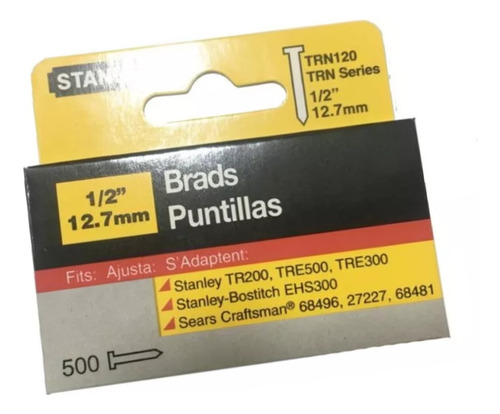 STAN
TRN120
TRN Series
1/2"
12.7mm
1/2"
12.7mm
Brads
Puntillas
Fits: Ajusta: S'Adaptent:
Stanley TR200, TRE500, TRE300
Stanley-Bostitch EHS300
Sears Craftsman® 68496, 27227, 68481
500